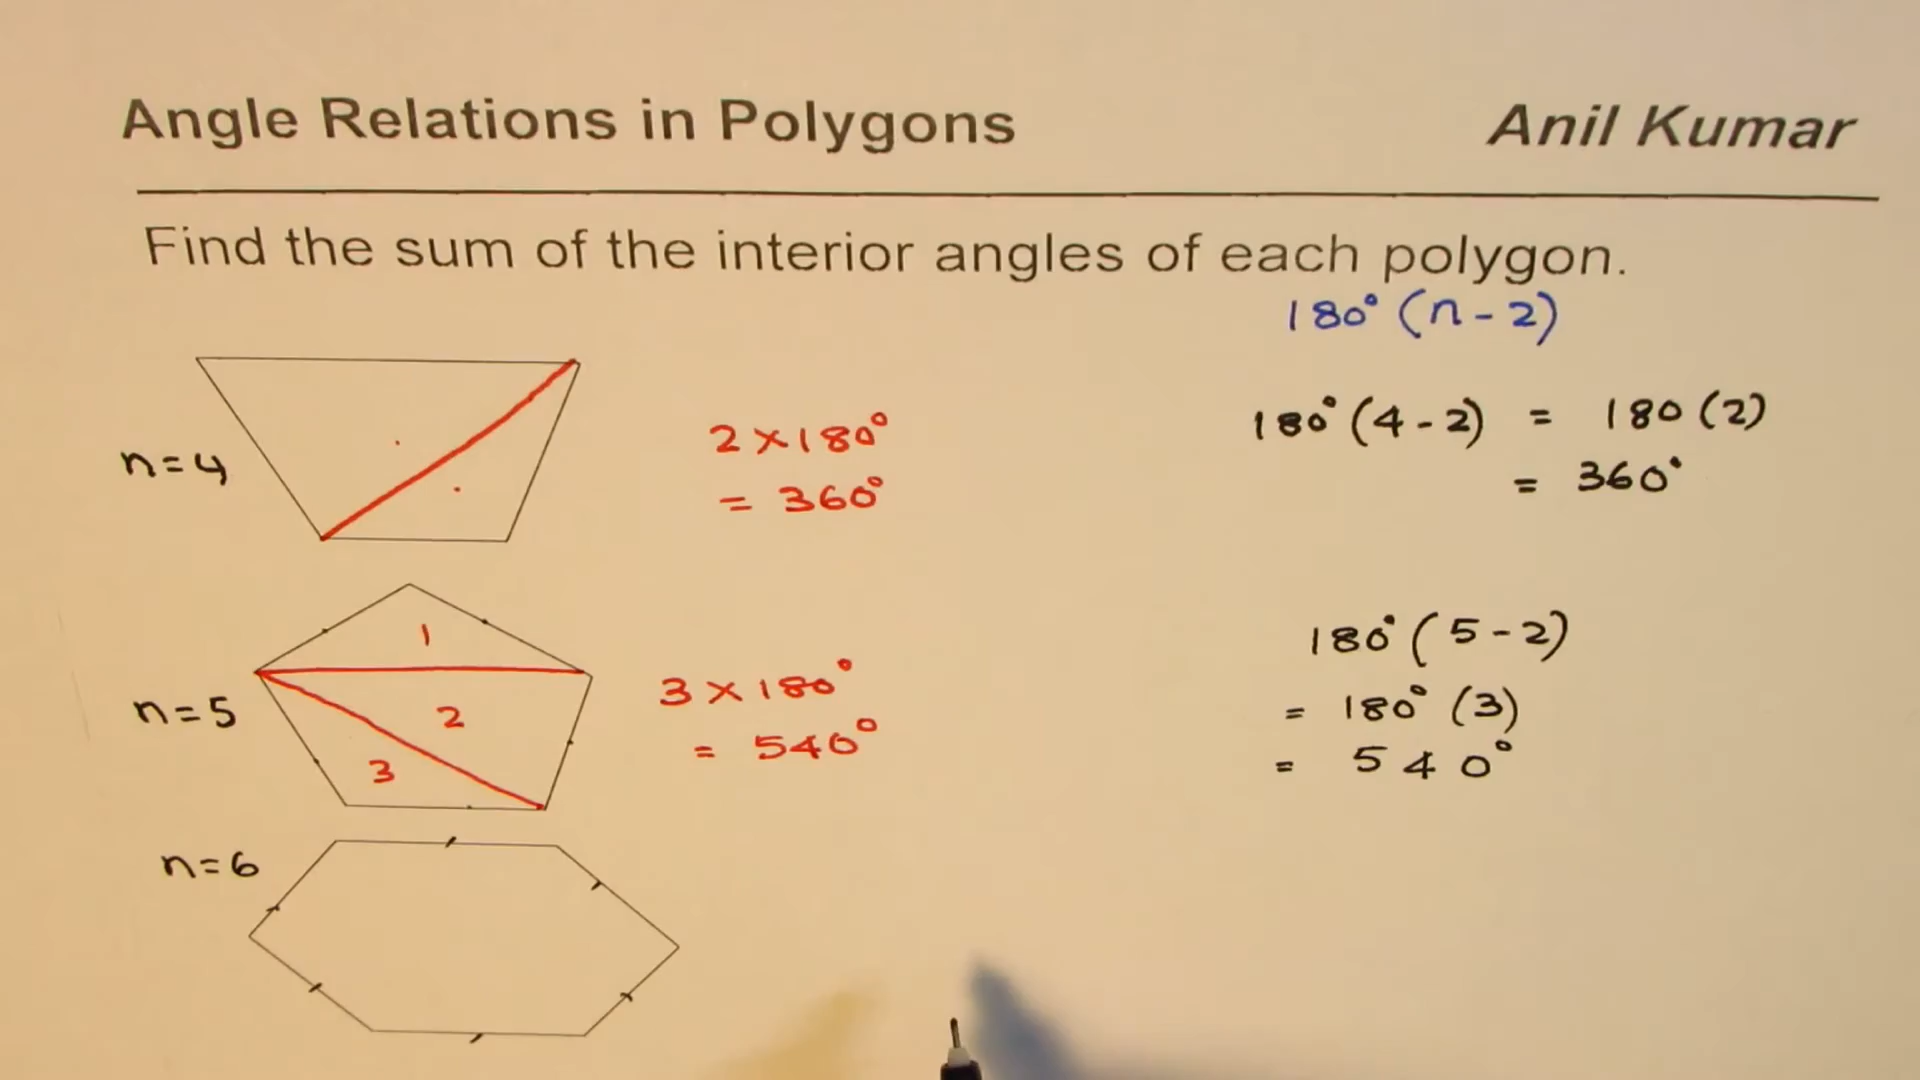 Angle Relations in Polygons
Anil Kumar
Find the sum of the interior angles of each polygon.
180° (n - 2)
n = 4
2 × 180°
= 360°
180° (4 - 2) = 180 (2)
= 360°
n = 5
1
2
3
3 × 180°
= 540°
180° (5 - 2)
= 180° (3)
= 540°
n = 6